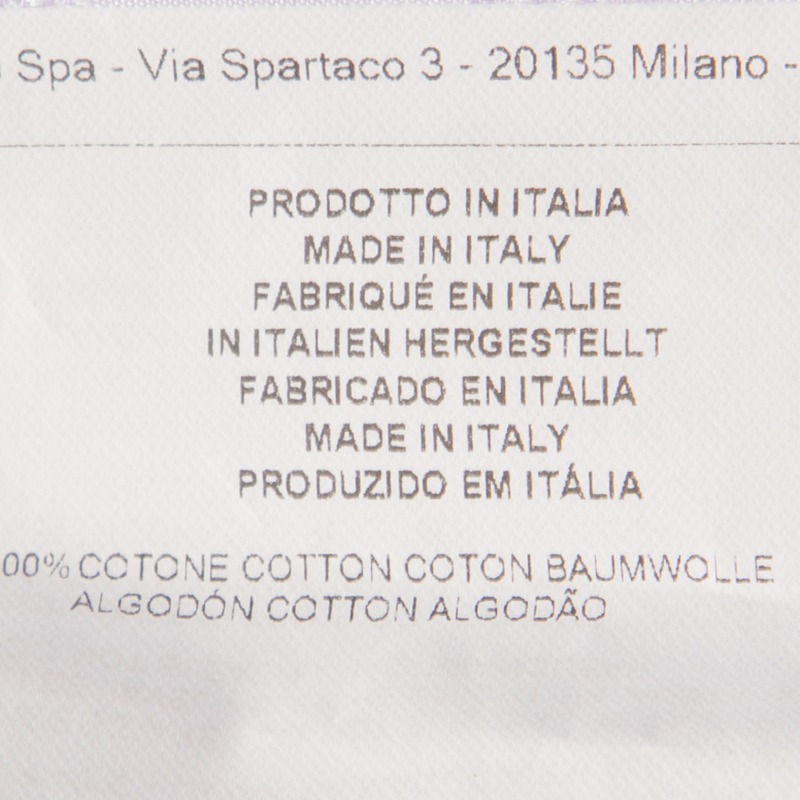 Spa - Via Spartaco 3 - 20135 Milano -
PRODOTTO IN ITALIA
MADE IN ITALY
FABRIQUÉ EN ITALIE
IN ITALIEN HERGESTELLT
FABRICADO EN ITALIA
MADE IN ITALY
PRODUZIDO EM ITÁLIA
00% COTONE COTTON COTON BAUMWOLLE
ALGODÓN COTTON ALGODÃO